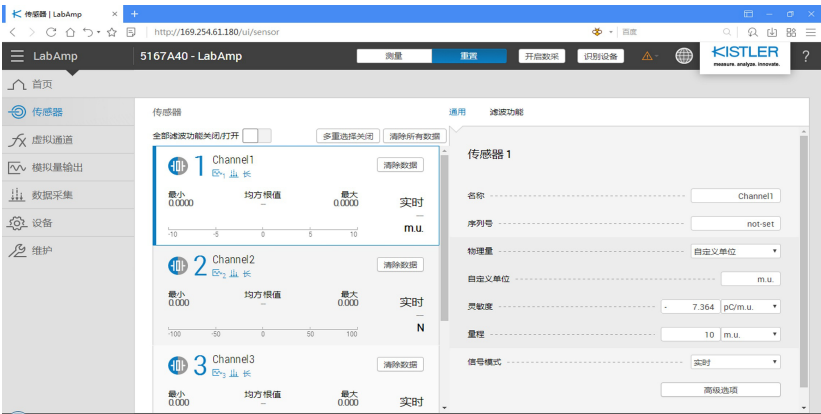 传感器 | LabAmp
http://169.254.61.180/ui/sensor
百度
LabAmp
5167A40 - LabAmp
测量
重置
开启数采
识别设备
KISTLER
measure. analyze. innovate.
?
首页
传感器
虚拟通道
模拟量输出
数据采集
设备
维护
传感器
全部滤波功能关闭/打开
多重选择关闭
清除所有数据
1
Channel1
1 长
清除数据
最小 均方根值 最大
0.0000 -- 0.0000
实时
--
m.u.
-10 -5 0 5 10
2
Channel2
2 长
清除数据
最小 均方根值 最大
0.000 -- 0.000
实时
--
N
-100 -50 0 50 100
3
Channel3
3 长
清除数据
最小 均方根值 最大
0.000 -- 0.000
实时
通用 滤波功能
传感器 1
名称 Channel1
序列号 not-set
物理量 自定义单位
自定义单位 m.u.
灵敏度 - 7.364 pC/m.u.
量程 10 m.u.
信号模式 实时
高级选项